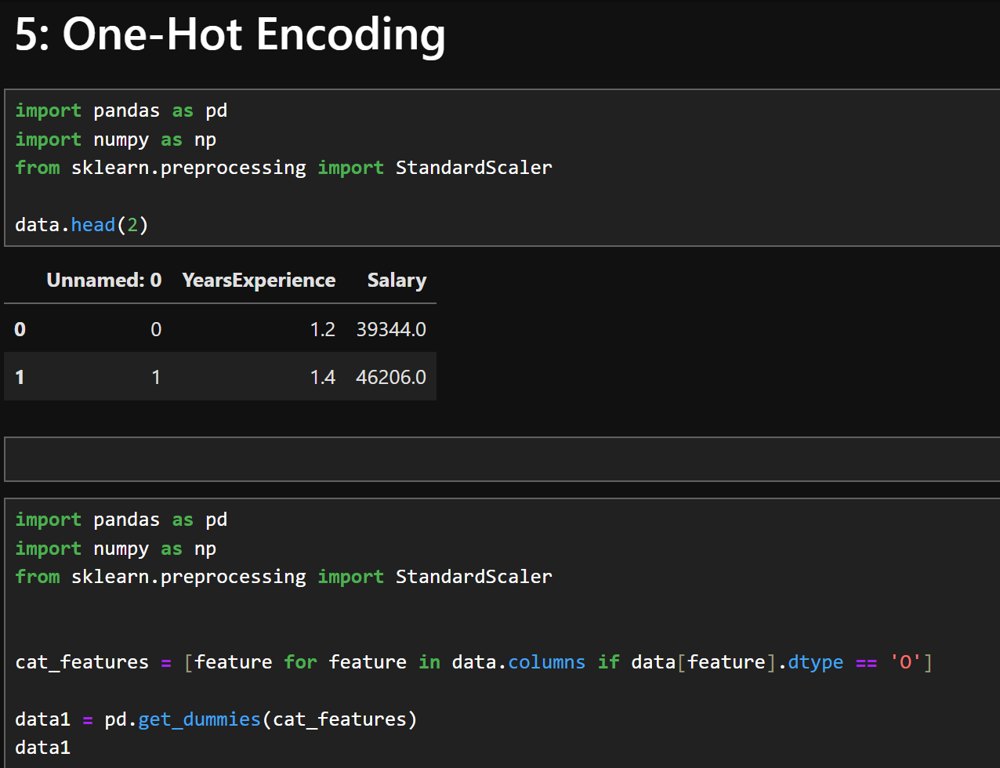 5: One-Hot Encoding
import pandas as pd
import numpy as np
from sklearn.preprocessing import StandardScaler
data.head(2)
Unnamed: 0 YearsExperience Salary
0 0 1.2 39344.0
1 1 1.4 46206.0
import pandas as pd
import numpy as np
from sklearn.preprocessing import StandardScaler
cat_features = [feature for feature in data.columns if data[feature].dtype == 'O']
data1 = pd.get_dummies(cat_features)
data1